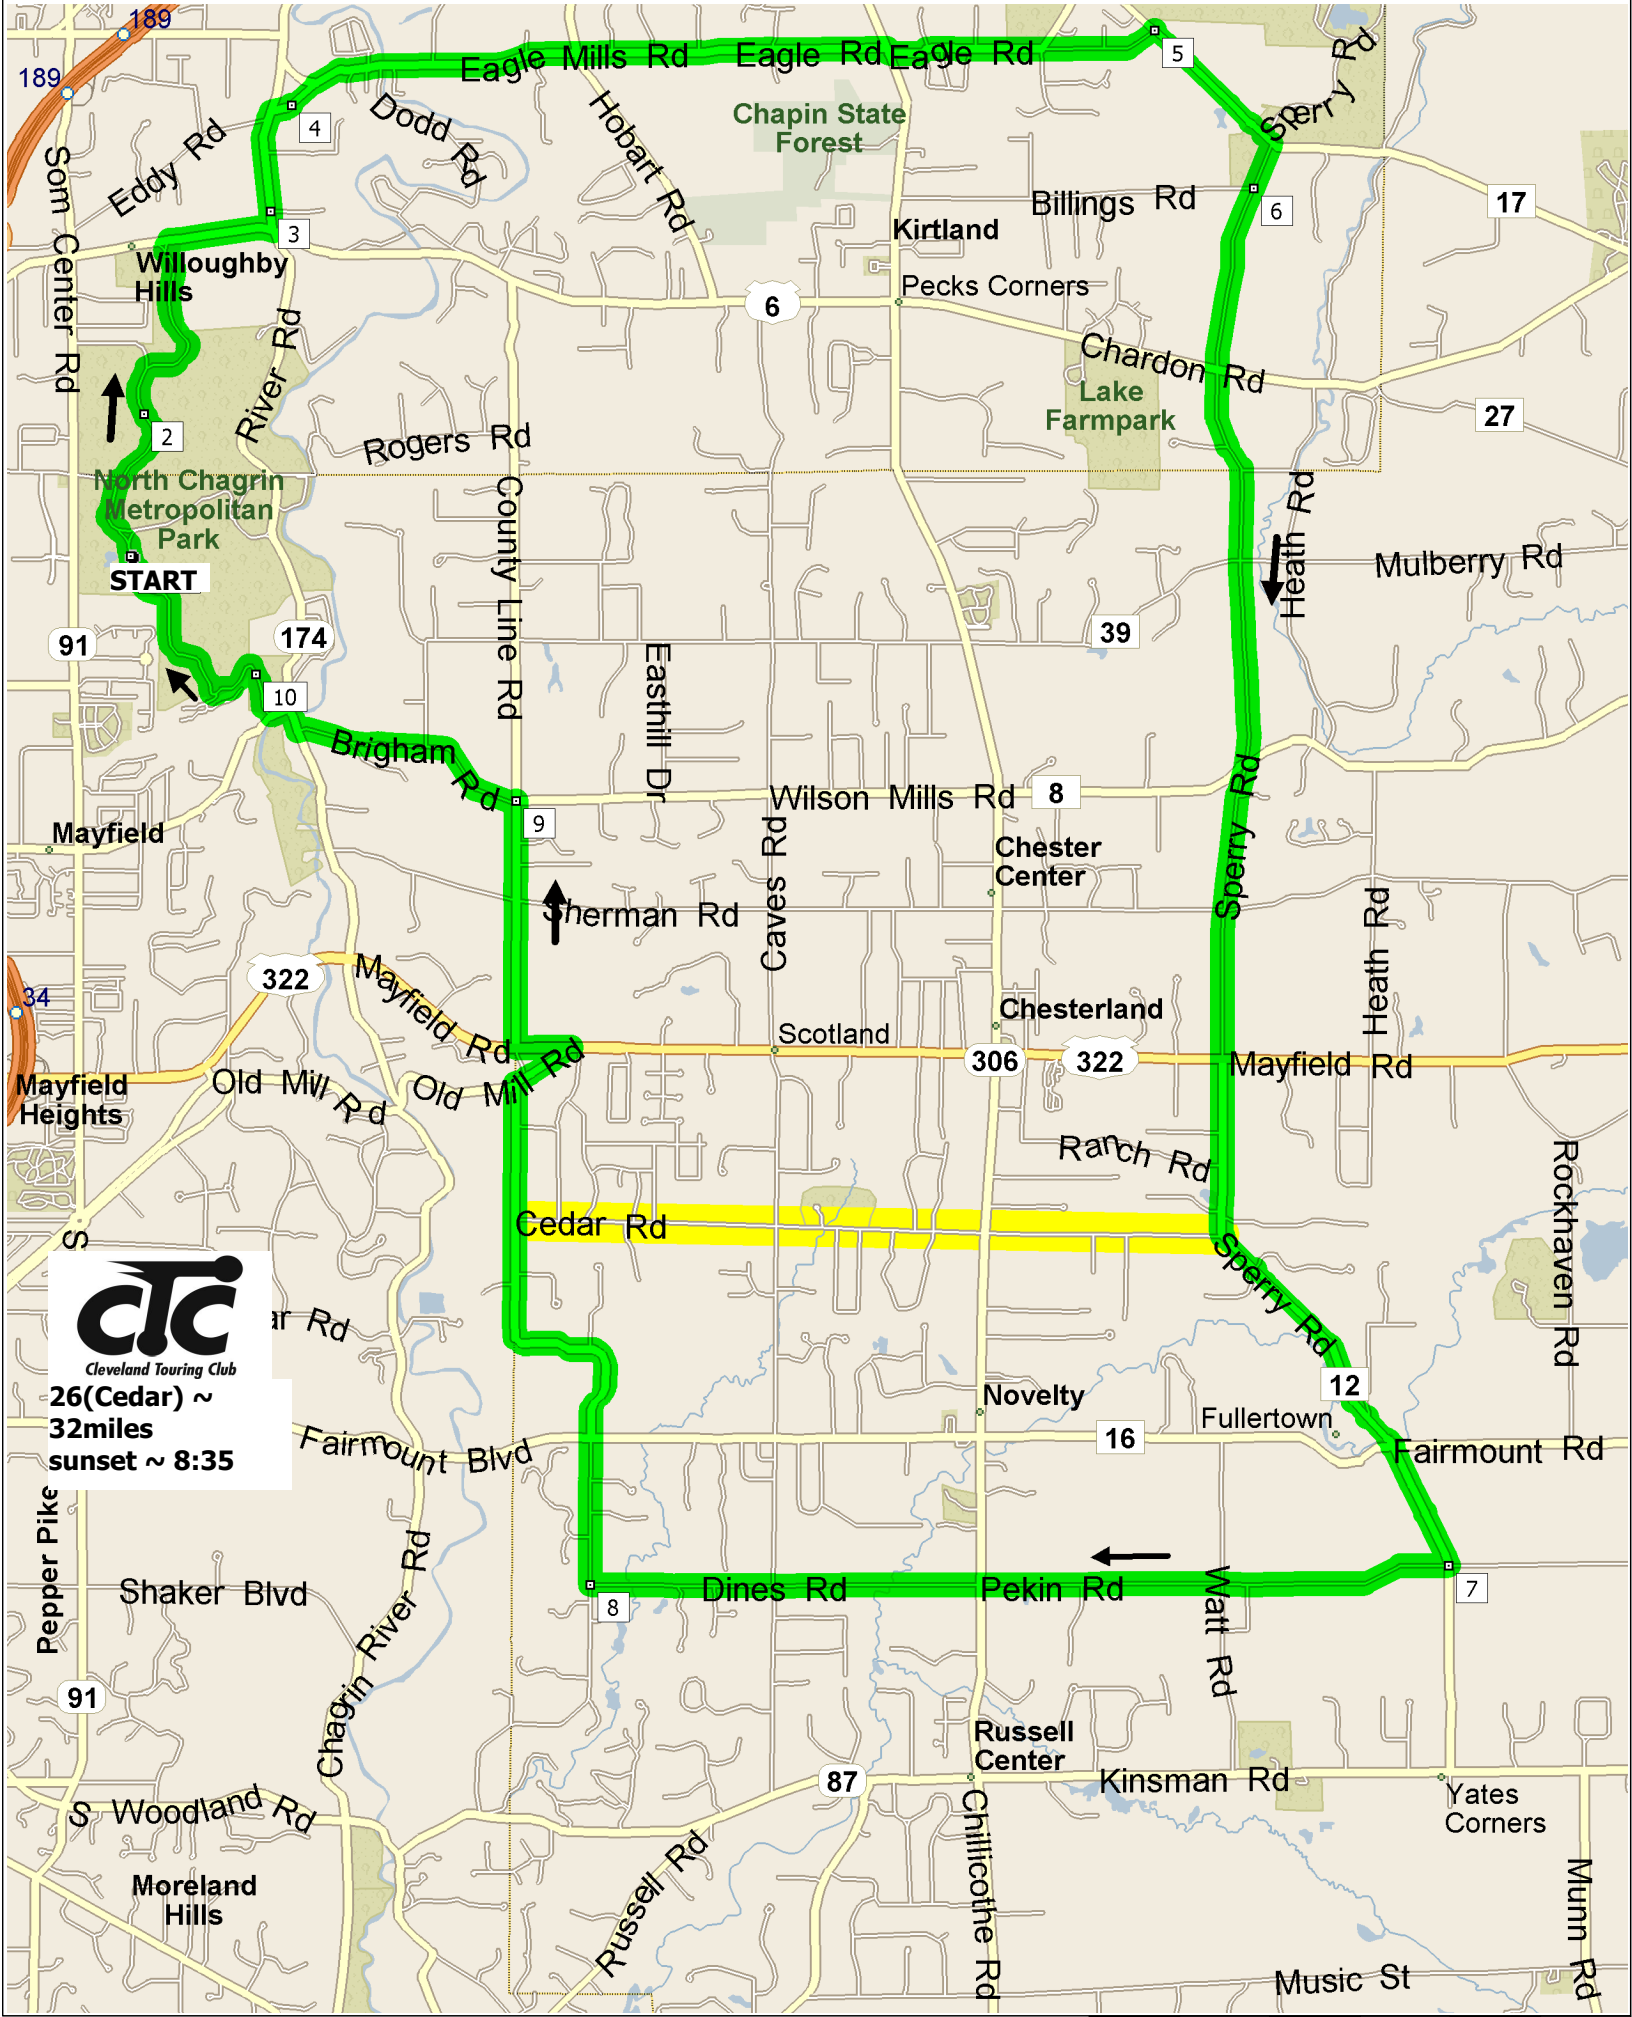 189
189
Eagle Mills Rd
Eagle Rd
Eagle Rd
5
Sperry Rd
4
Dodd Rd
Hobart Rd
Chapin State
Forest
Eddy Rd
Som Center Rd
3
Billings Rd
6
17
Kirtland
Willoughby
Hills
Pecks Corners
6
River Rd
Chardon Rd
Lake
Farmpark
27
2
Rogers Rd
North Chagrin
Metropolitan
Park
County Line Rd
Heath Rd
Mulberry Rd
START
91
174
39
Easthill Dr
10
Brigham Rd
Wilson Mills Rd
8
Sperry Rd
9
Mayfield
Caves Rd
Chester
Center
Sherman Rd
Heath Rd
322
Mayfield Rd
34
Chesterland
Scotland
306
322
Mayfield Rd
Mayfield
Heights
Old Mill Rd
Old Mill Rd
Ranch Rd
Rockhaven Rd
S
Cedar Rd
Sperry Rd
CTC
Cleveland Touring Club
ar Rd
26(Cedar) ~
32miles
sunset ~ 8:35
12
Novelty
Fullertown
Fairmount Blvd
16
Fairmount Rd
Pepper Pike
Chagrin River Rd
Shaker Blvd
8
Dines Rd
Pekin Rd
Watt Rd
7
91
Russell
Center
87
Kinsman Rd
Yates
Corners
S Woodland Rd
Chillicothe Rd
Russell Rd
Moreland
Hills
Munn Rd
Music St